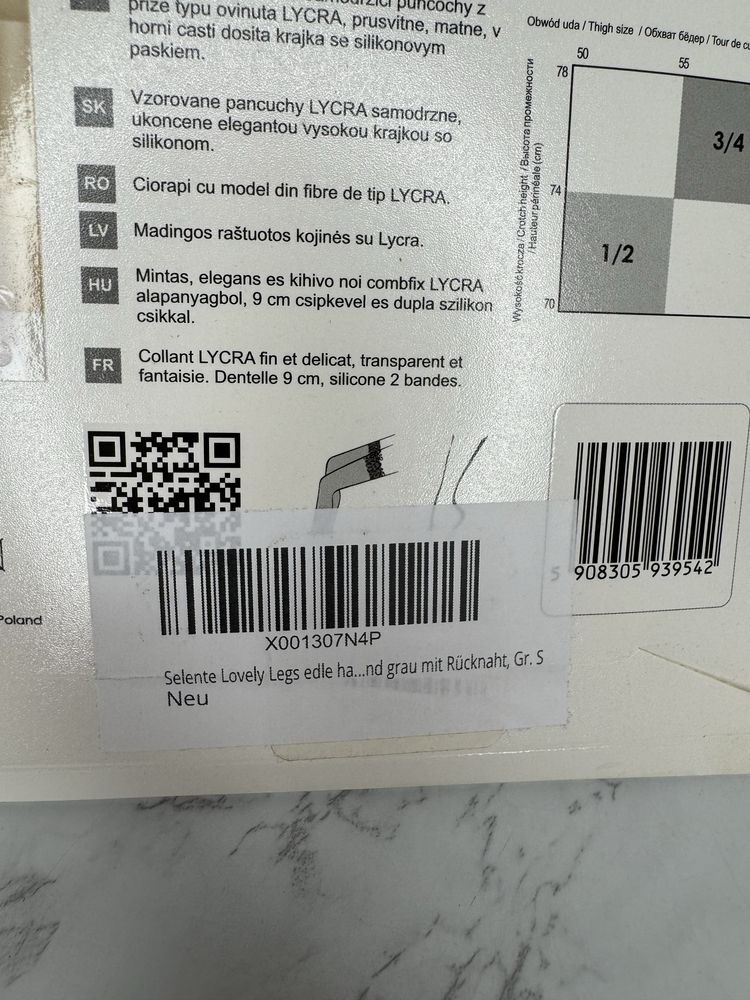 prize typu ovinuta LYCRA, prusvitne, matne, v
horni casti dosita krajka se silikonovym
paskiem.
SK
Vzorovane pancuchy LYCRA samodrzne,
ukoncene elegantou vysokou krajkou so
silikonom.
RO
Ciorapi cu model din fibre de tip LYCRA.
LV
Madingos raštuotos kojinės su Lycra.
HU
Mintas, elegans es kihivo noi combfix LYCRA
alapanyagbol, 9 cm csipkevel es dupla szilikon
csikkal.
FR
Collant LYCRA fin et delicat, transparent et
fantaisie. Dentelle 9 cm, silicone 2 bandes.
Obwód uda / Thigh size / Обхват бёдер / Tour de
50
55
78
74
70
3/4
1/2
Wysokość krocza / Crotch height / Высота промежности
/ Hauteur périnéale (cm)
5 908305 939542
Poland
X001307N4P
Selente Lovely Legs edle ha...nd grau mit Rücknaht, Gr. S
Neu